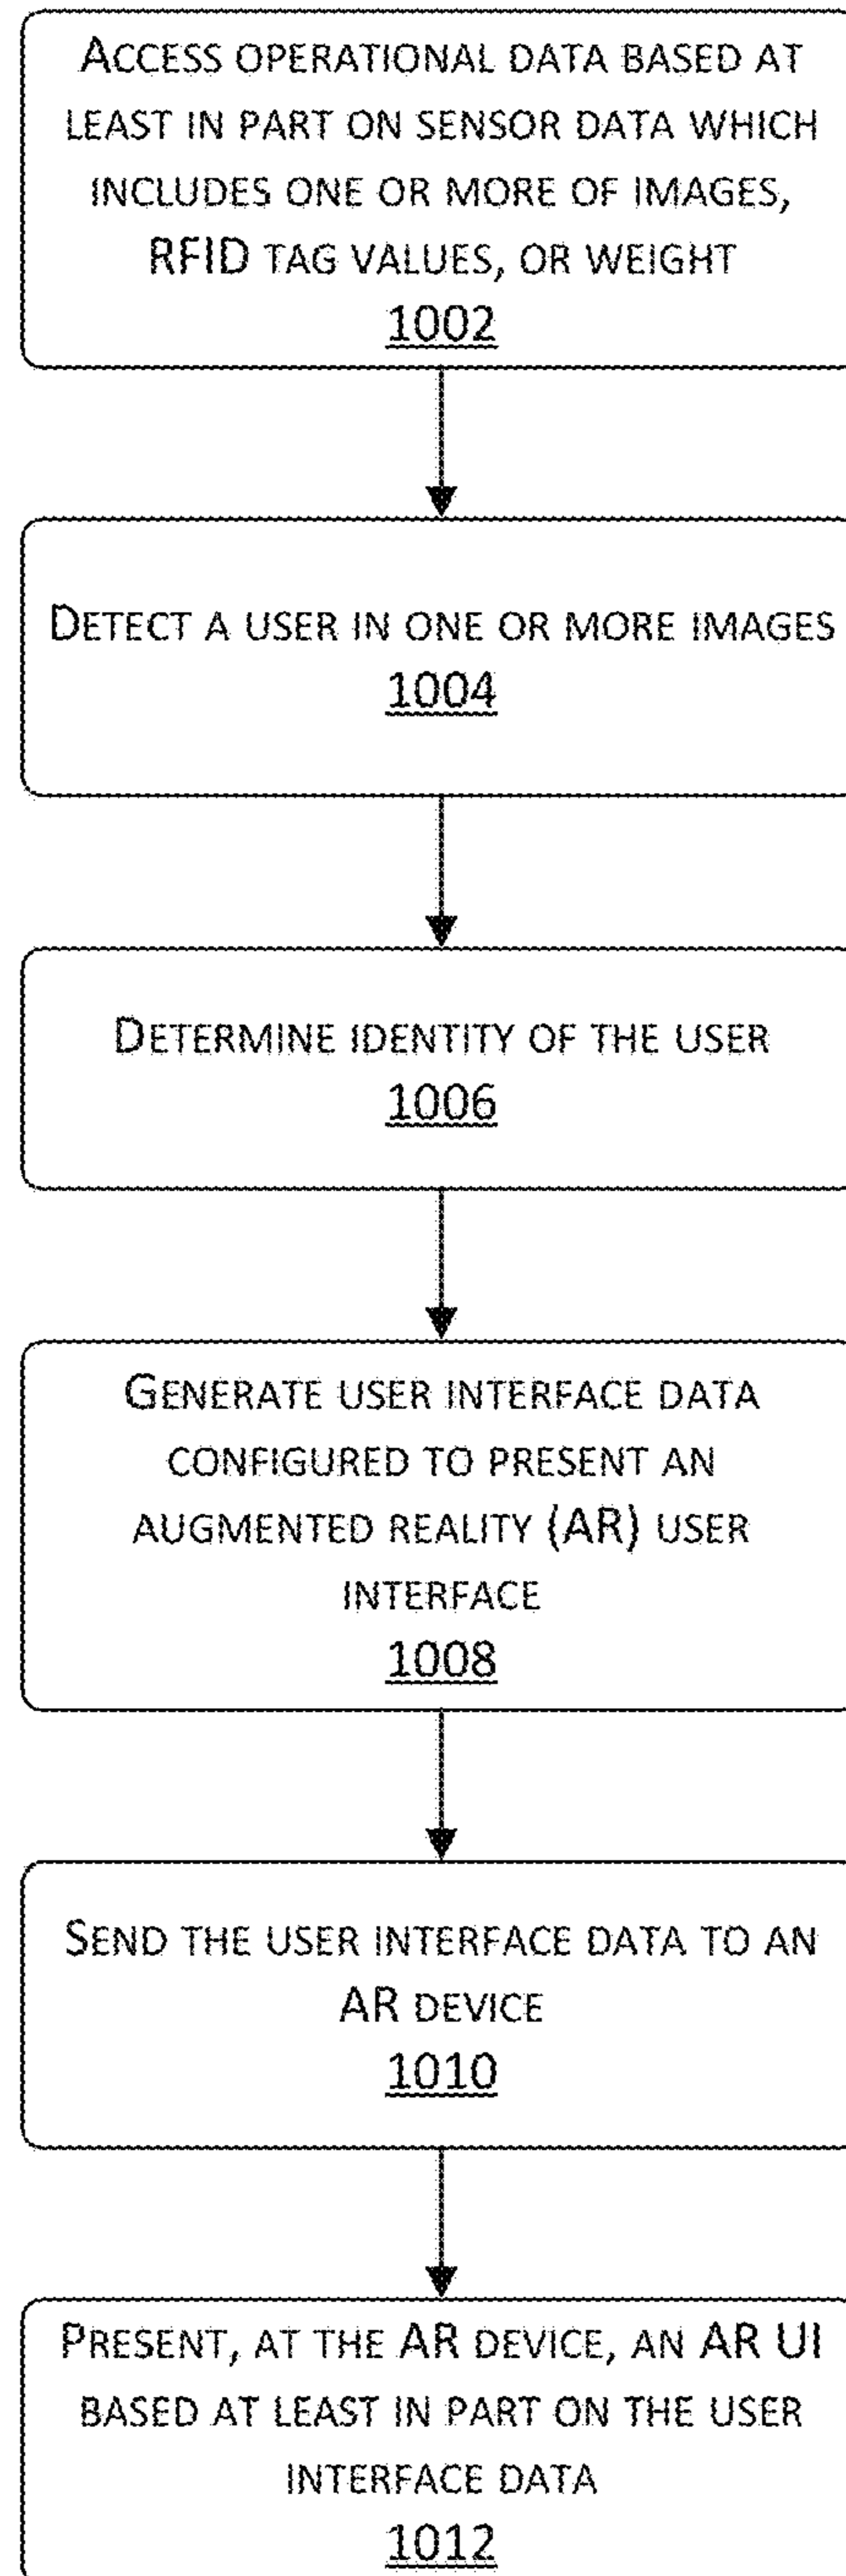 ACCESS OPERATIONAL DATA BASED AT
LEAST IN PART ON SENSOR DATA WHICH
INCLUDES ONE OR MORE OF IMAGES,
RFID TAG VALUES, OR WEIGHT
1002
DETECT A USER IN ONE OR MORE IMAGES
1004
DETERMINE IDENTITY OF THE USER
1006
GENERATE USER INTERFACE DATA
CONFIGURED TO PRESENT AN
AUGMENTED REALITY (AR) USER
INTERFACE
1008
SEND THE USER INTERFACE DATA TO AN
AR DEVICE
1010
PRESENT, AT THE AR DEVICE, AN AR UI
BASED AT LEAST IN PART ON THE USER
INTERFACE DATA
1012